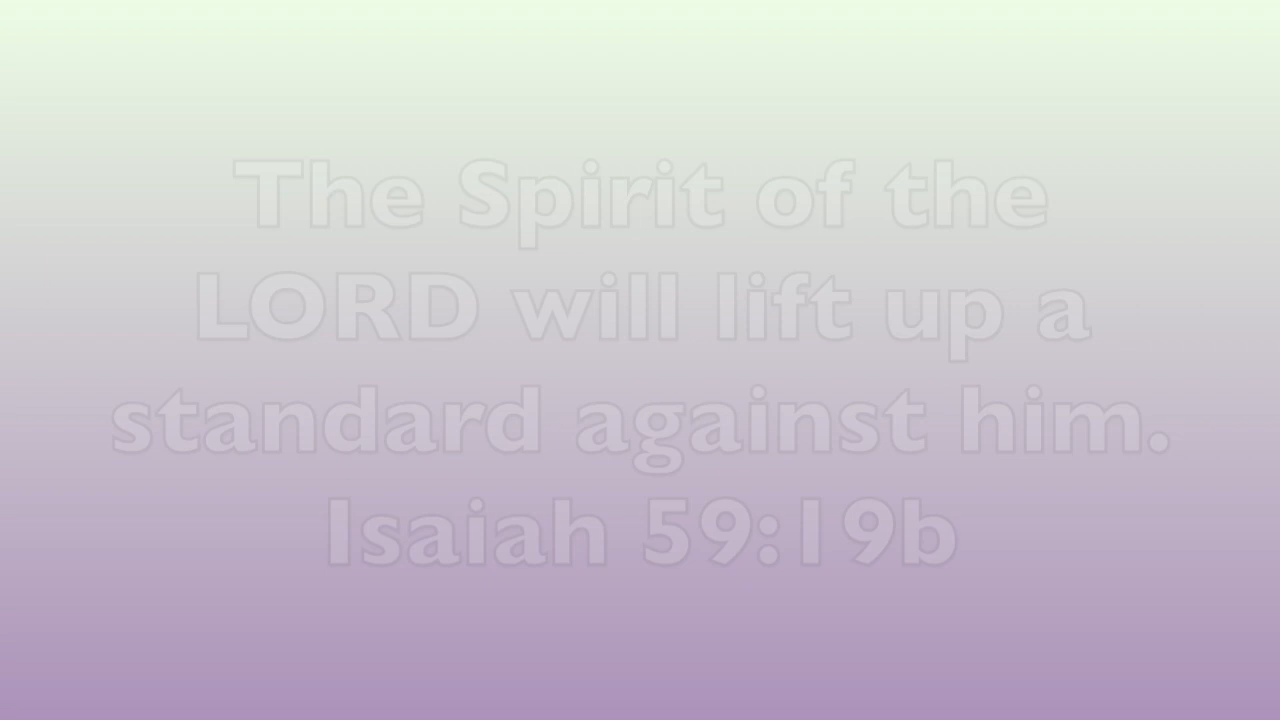 The Spirit of the
LORD will lift up a
standard against him.
Isaiah 59:19b